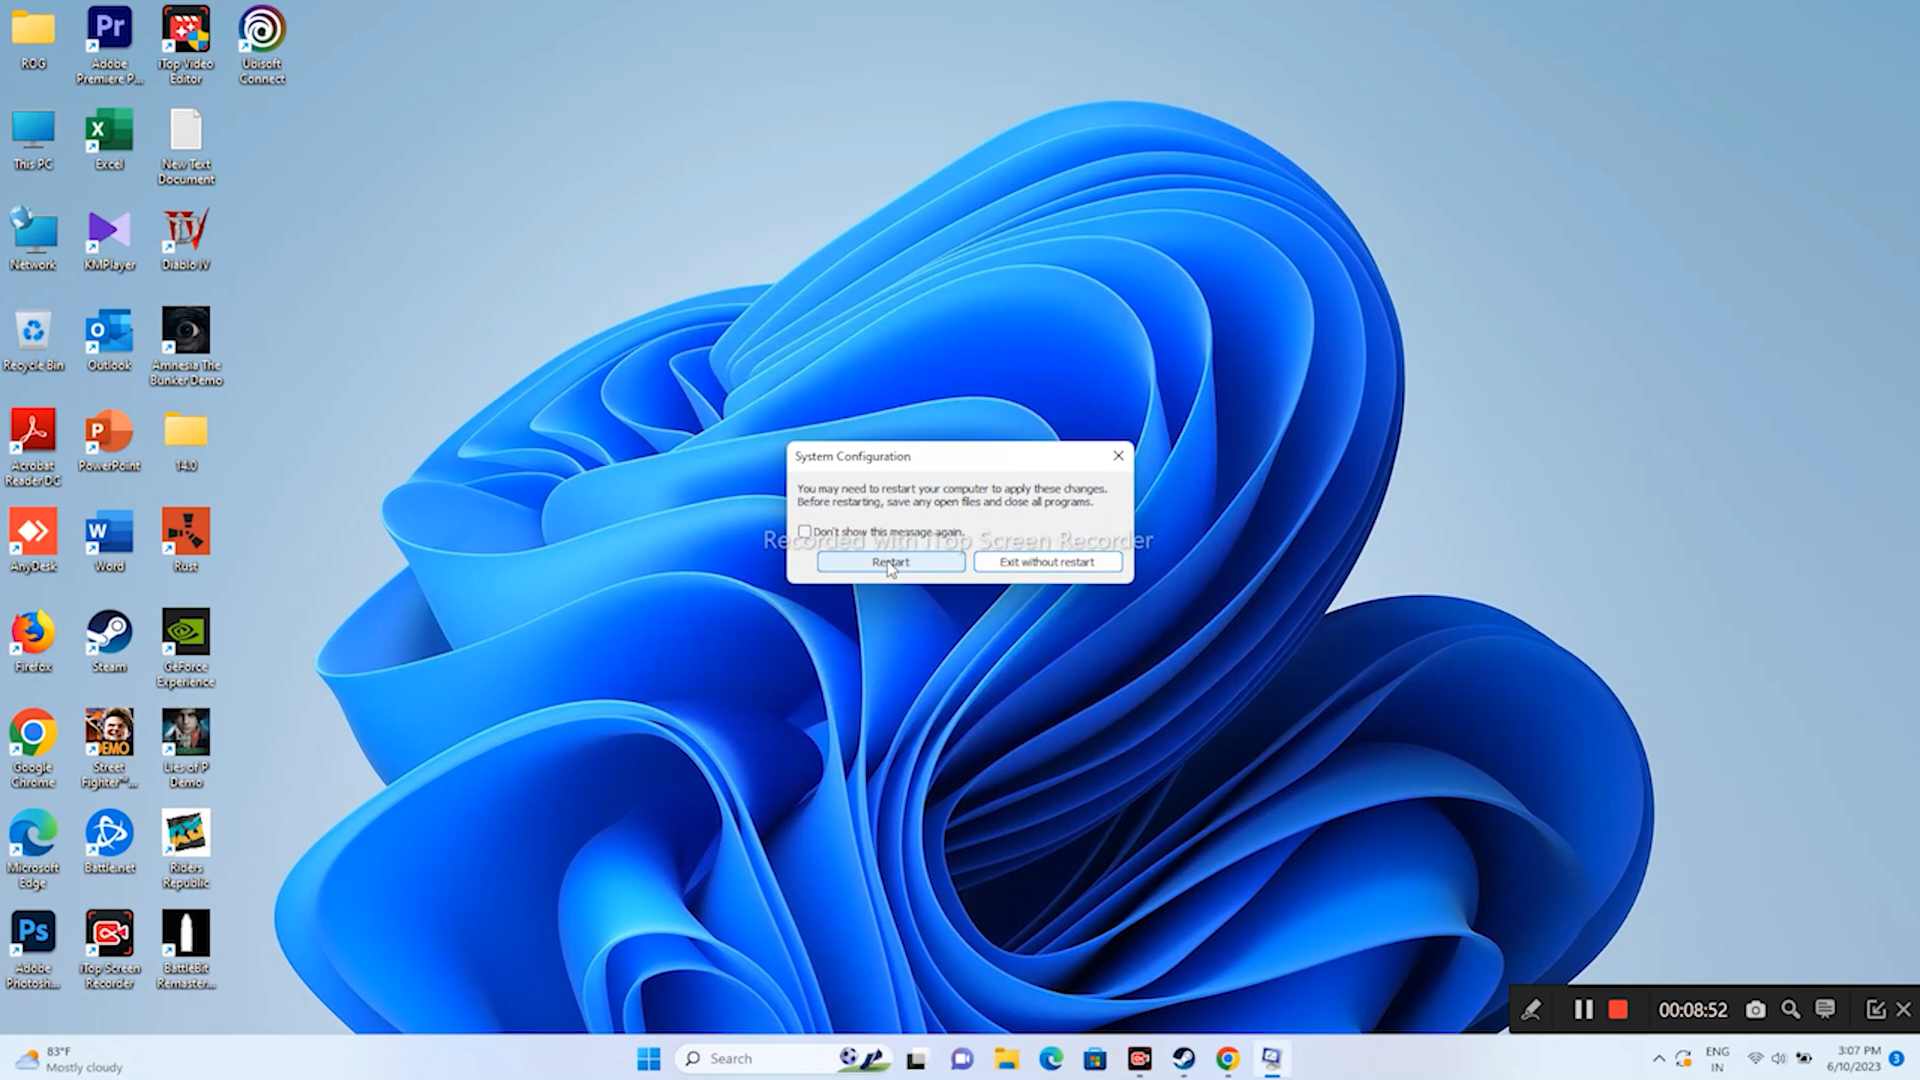 ROG
Adobe
Premiere P...
iTop Video
Editor
Ubisoft
Connect
This PC
Excel
New Text
Document
Network
KMPlayer
Diablo IV
Recycle Bin
Outlook
Amnesia The
Bunker Demo
Acrobat
Reader DC
PowerPoint
14.0
AnyDesk
Word
Rust
Firefox
Steam
GeForce
Experience
Google
Chrome
Street
Fighter™...
Lies of P
Demo
Microsoft
Edge
Battle.net
Riders
Republic
Adobe
Photosh...
iTop Screen
Recorder
BattleBit
Remaster...
System Configuration
You may need to restart your computer to apply these changes.
Before restarting, save any open files and close all programs.
Don't show this message again.
Recorded with iTop Screen Recorder
Restart
Exit without restart
00:08:52
83°F
Mostly cloudy
Search
ENG
IN
3:07 PM
6/10/2023
3